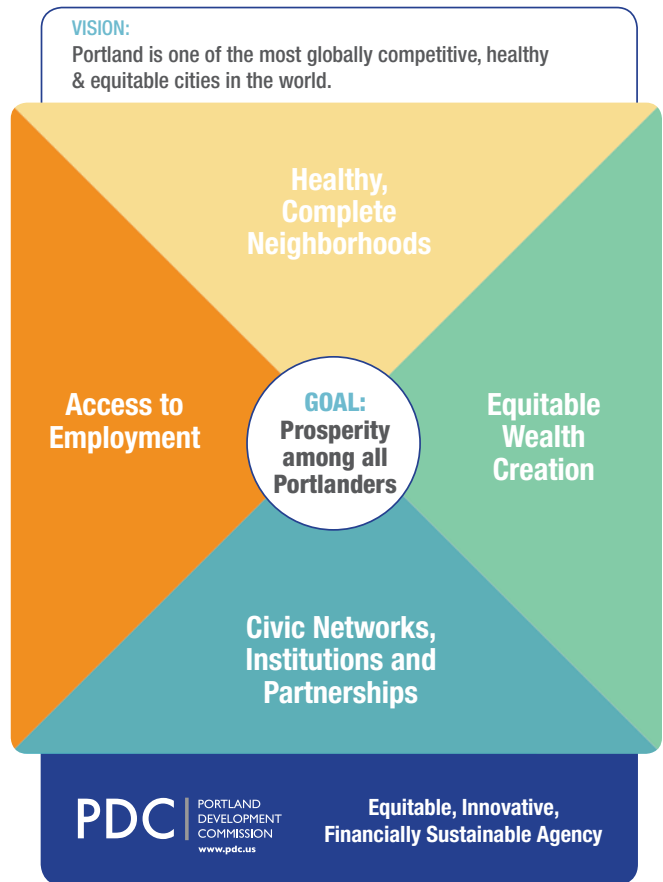 VISION:
Portland is one of the most globally competitive, healthy
& equitable cities in the world.
Healthy,
Complete
Neighborhoods
Access to
Employment
GOAL:
Prosperity
among all
Portlanders
Equitable
Wealth
Creation
Civic Networks,
Institutions and
Partnerships
PDC
PORTLAND
DEVELOPMENT
COMMISSION
www.pdc.us
Equitable, Innovative,
Financially Sustainable Agency